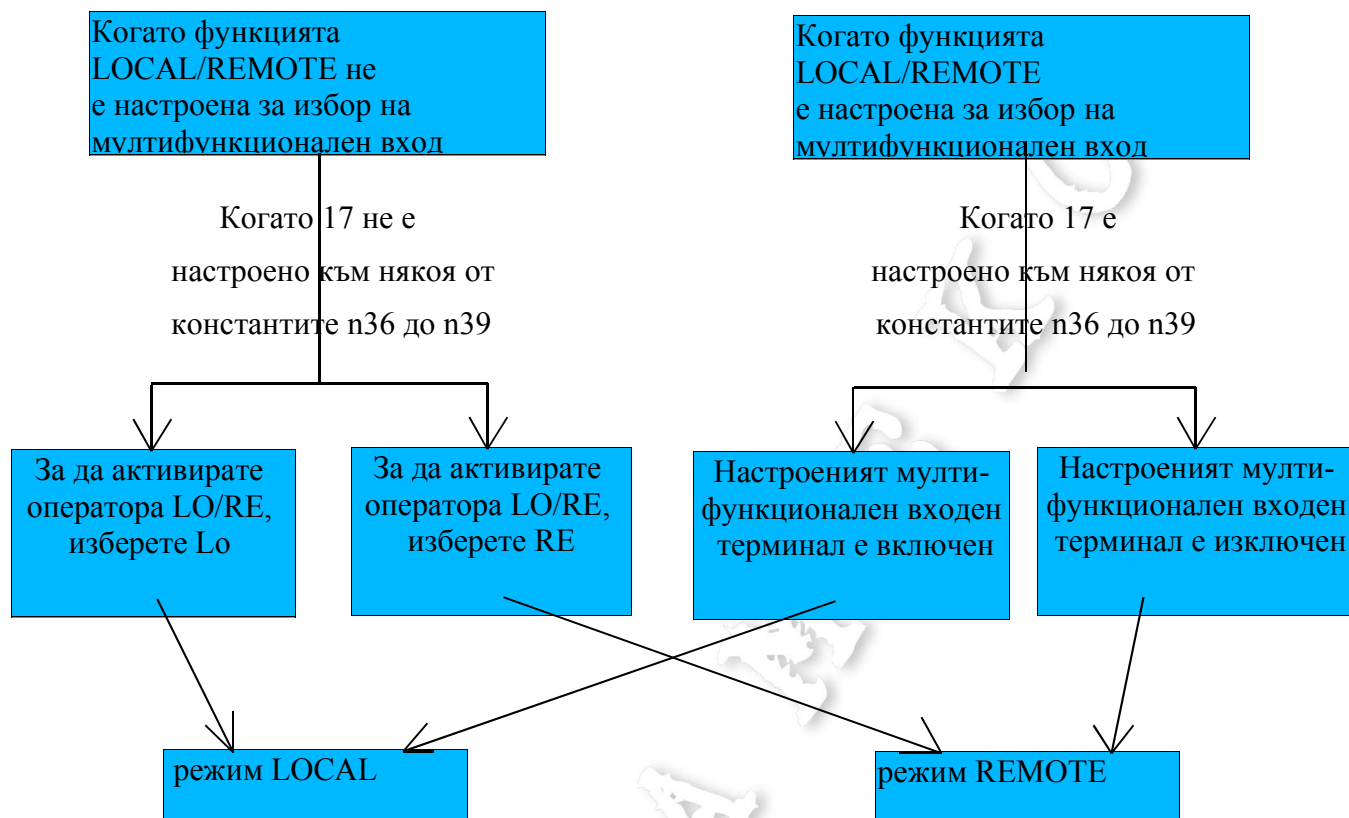 Когато функцията
LOCAL/REMOTE не
е настроена за избор на
мултифункционален вход
Когато функцията
LOCAL/REMOTE
е настроена за избор на
мултифункционален вход
Когато 17 не е
настроено към някоя от
константите n36 до n39
Когато 17 е
настроено към някоя от
константите n36 до n39
За да активирате
оператора LO/RE,
изберете Lo
За да активирате
оператора LO/RE,
изберете RE
Настроеният мулти-
функционален входен
терминал е включен
Настроеният мулти-
функционален входен
терминал е изключен
режим LOCAL
режим REMOTE